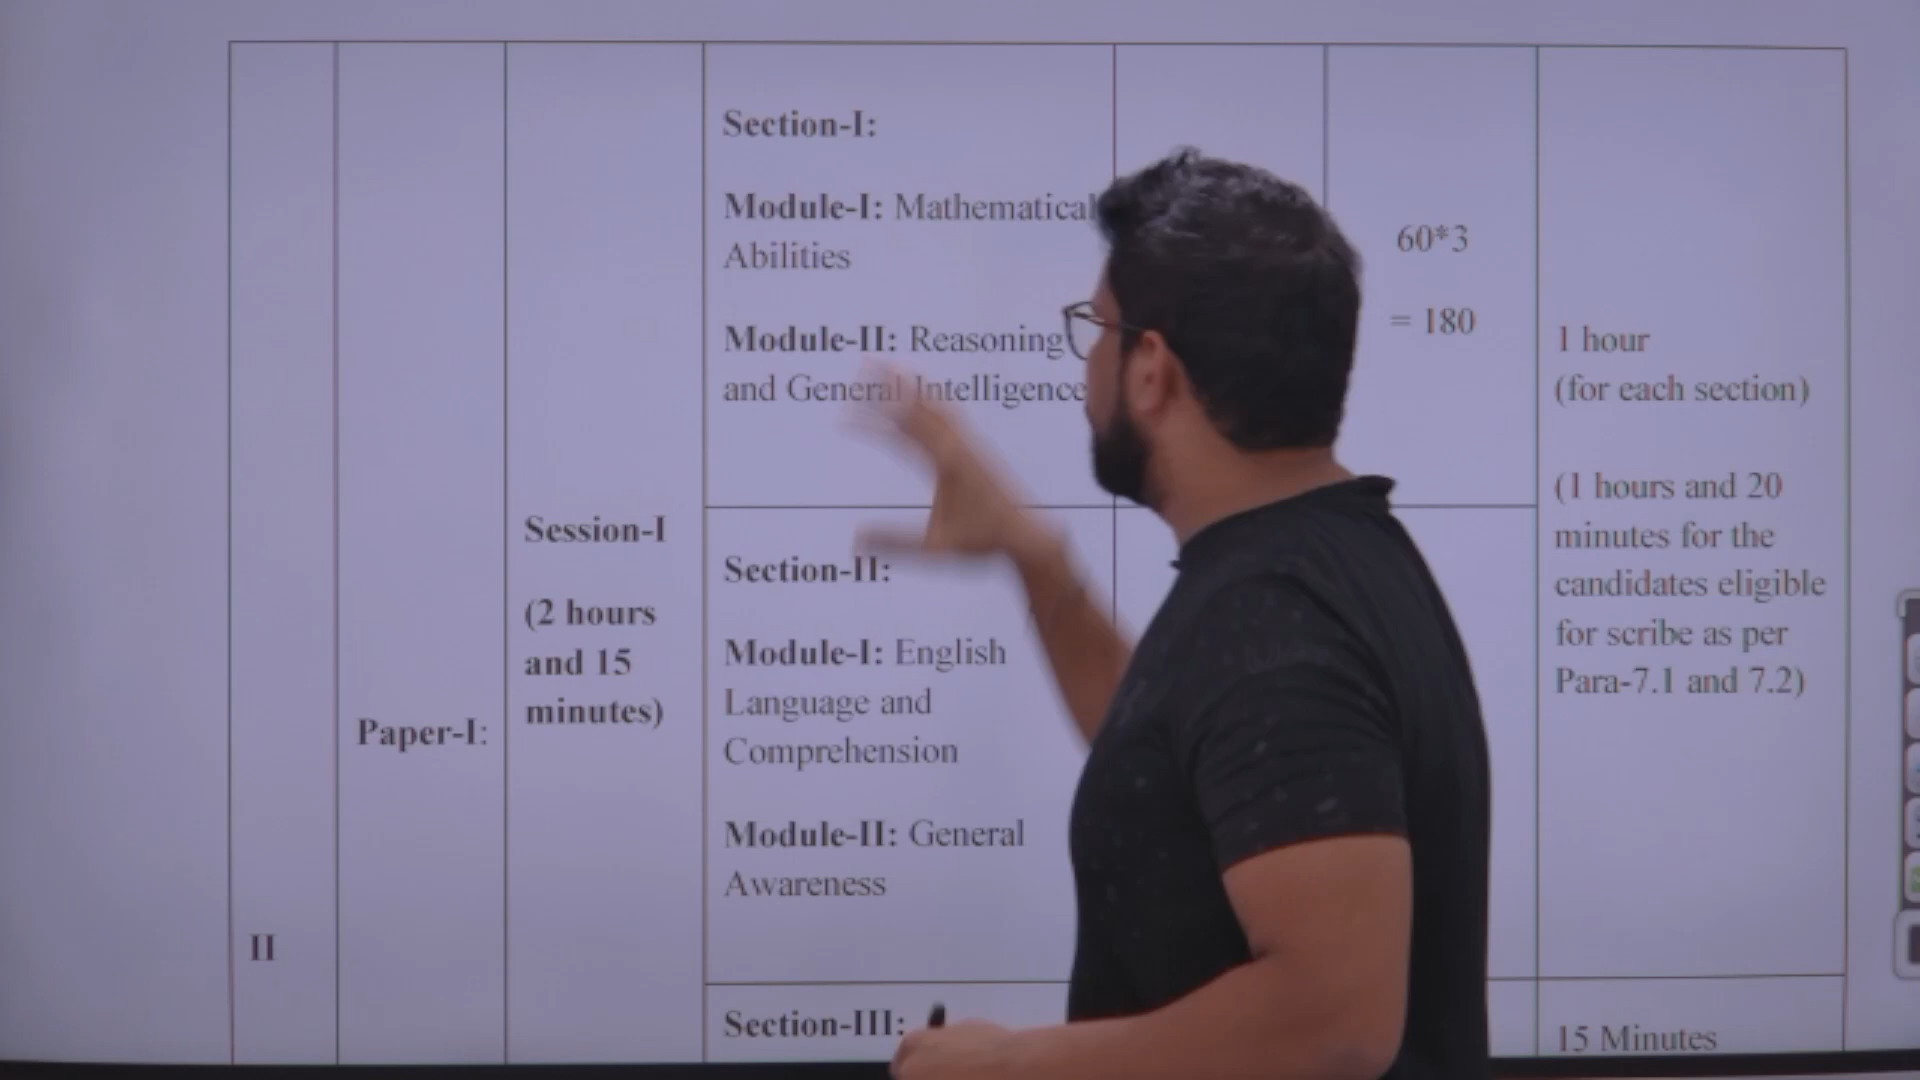 Section-I:
Module-I: Mathematical
Abilities
Module-II: Reasoning
and General Intelligence
60*3
= 180
1 hour
(for each section)
(1 hours and 20
minutes for the
candidates eligible
for scribe as per
Para-7.1 and 7.2)
Session-I
(2 hours
and 15
minutes)
Section-II:
Module-I: English
Language and
Comprehension
Module-II: General
Awareness
Paper-I:
II
Section-III:
15 Minutes